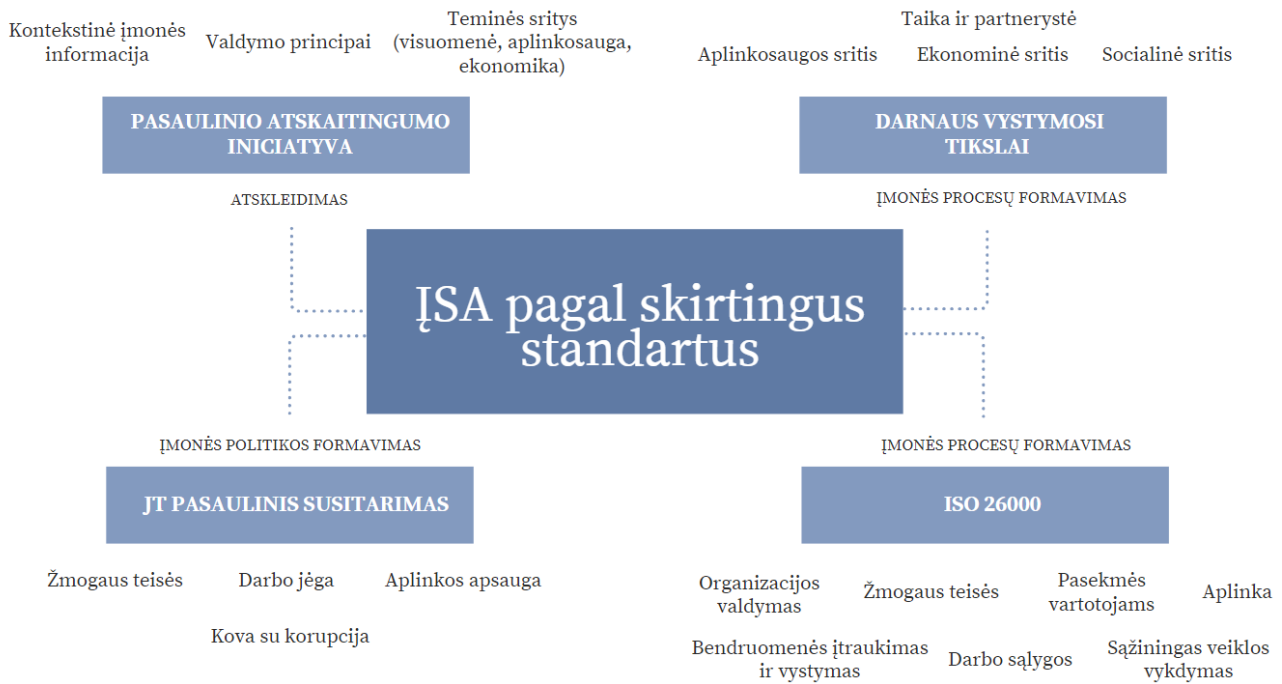 Kontekstinė įmonės
informacija
Valdymo principai
Teminės sritys
(visuomenė, aplinkosauga,
ekonomika)
PASAULINIO ATSKAITINGUMO
INICIATYVA
ATSKLEIDIMAS
Taika ir partnerystė
Aplinkosaugos sritis
Ekonominė sritis
Socialinė sritis
DARNAUS VYSTYMOSI
TIKSLAI
ĮMONĖS PROCESŲ FORMAVIMAS
ĮSA pagal skirtingus
standartus
ĮMONĖS POLITIKOS FORMAVIMAS
JT PASAULINIS SUSITARIMAS
Žmogaus teisės
Darbo jėga
Aplinkos apsauga
Kova su korupcija
ĮMONĖS PROCESŲ FORMAVIMAS
ISO 26000
Organizacijos
valdymas
Žmogaus teisės
Pasekmės
vartotojams
Aplinka
Bendruomenės įtraukimas
ir vystymas
Darbo sąlygos
Sąžiningas veiklos
vykdymas